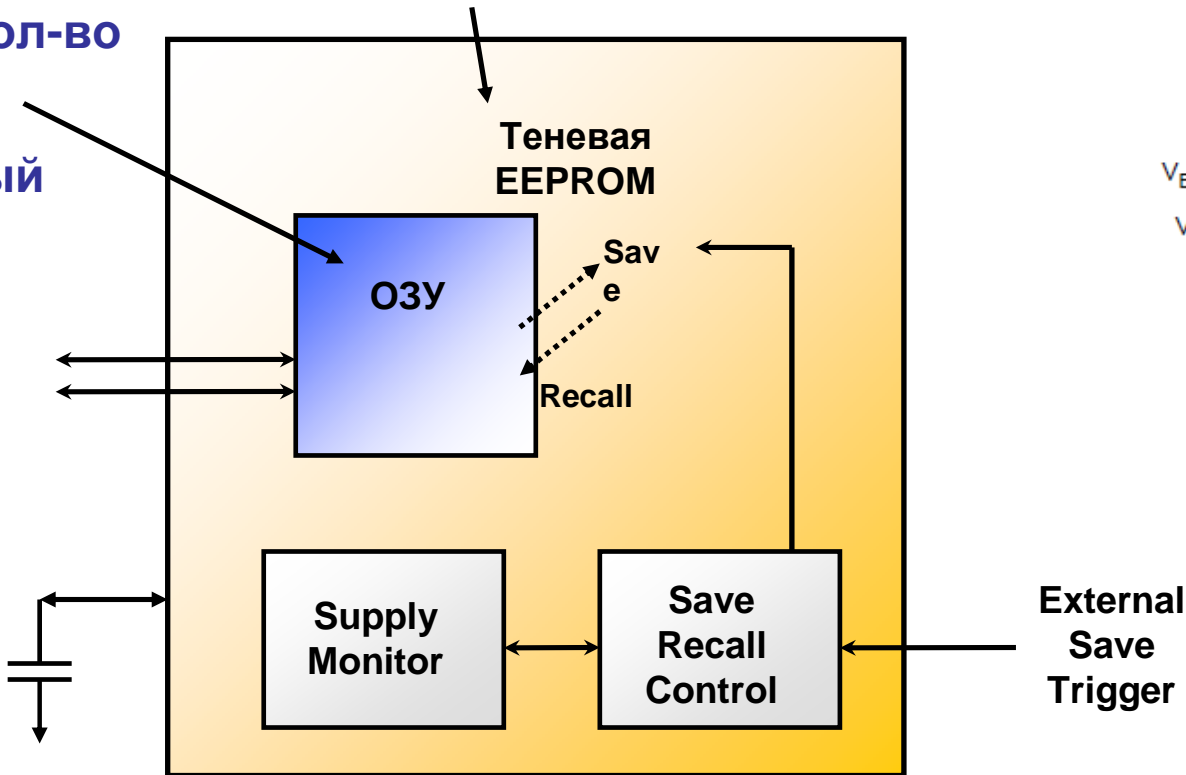 ол-во
ый
Теневая
EEPROM
V
Sav
e
ОЗУ
Recall
Supply
Monitor
Save
Recall
Control
External
Save
Trigger